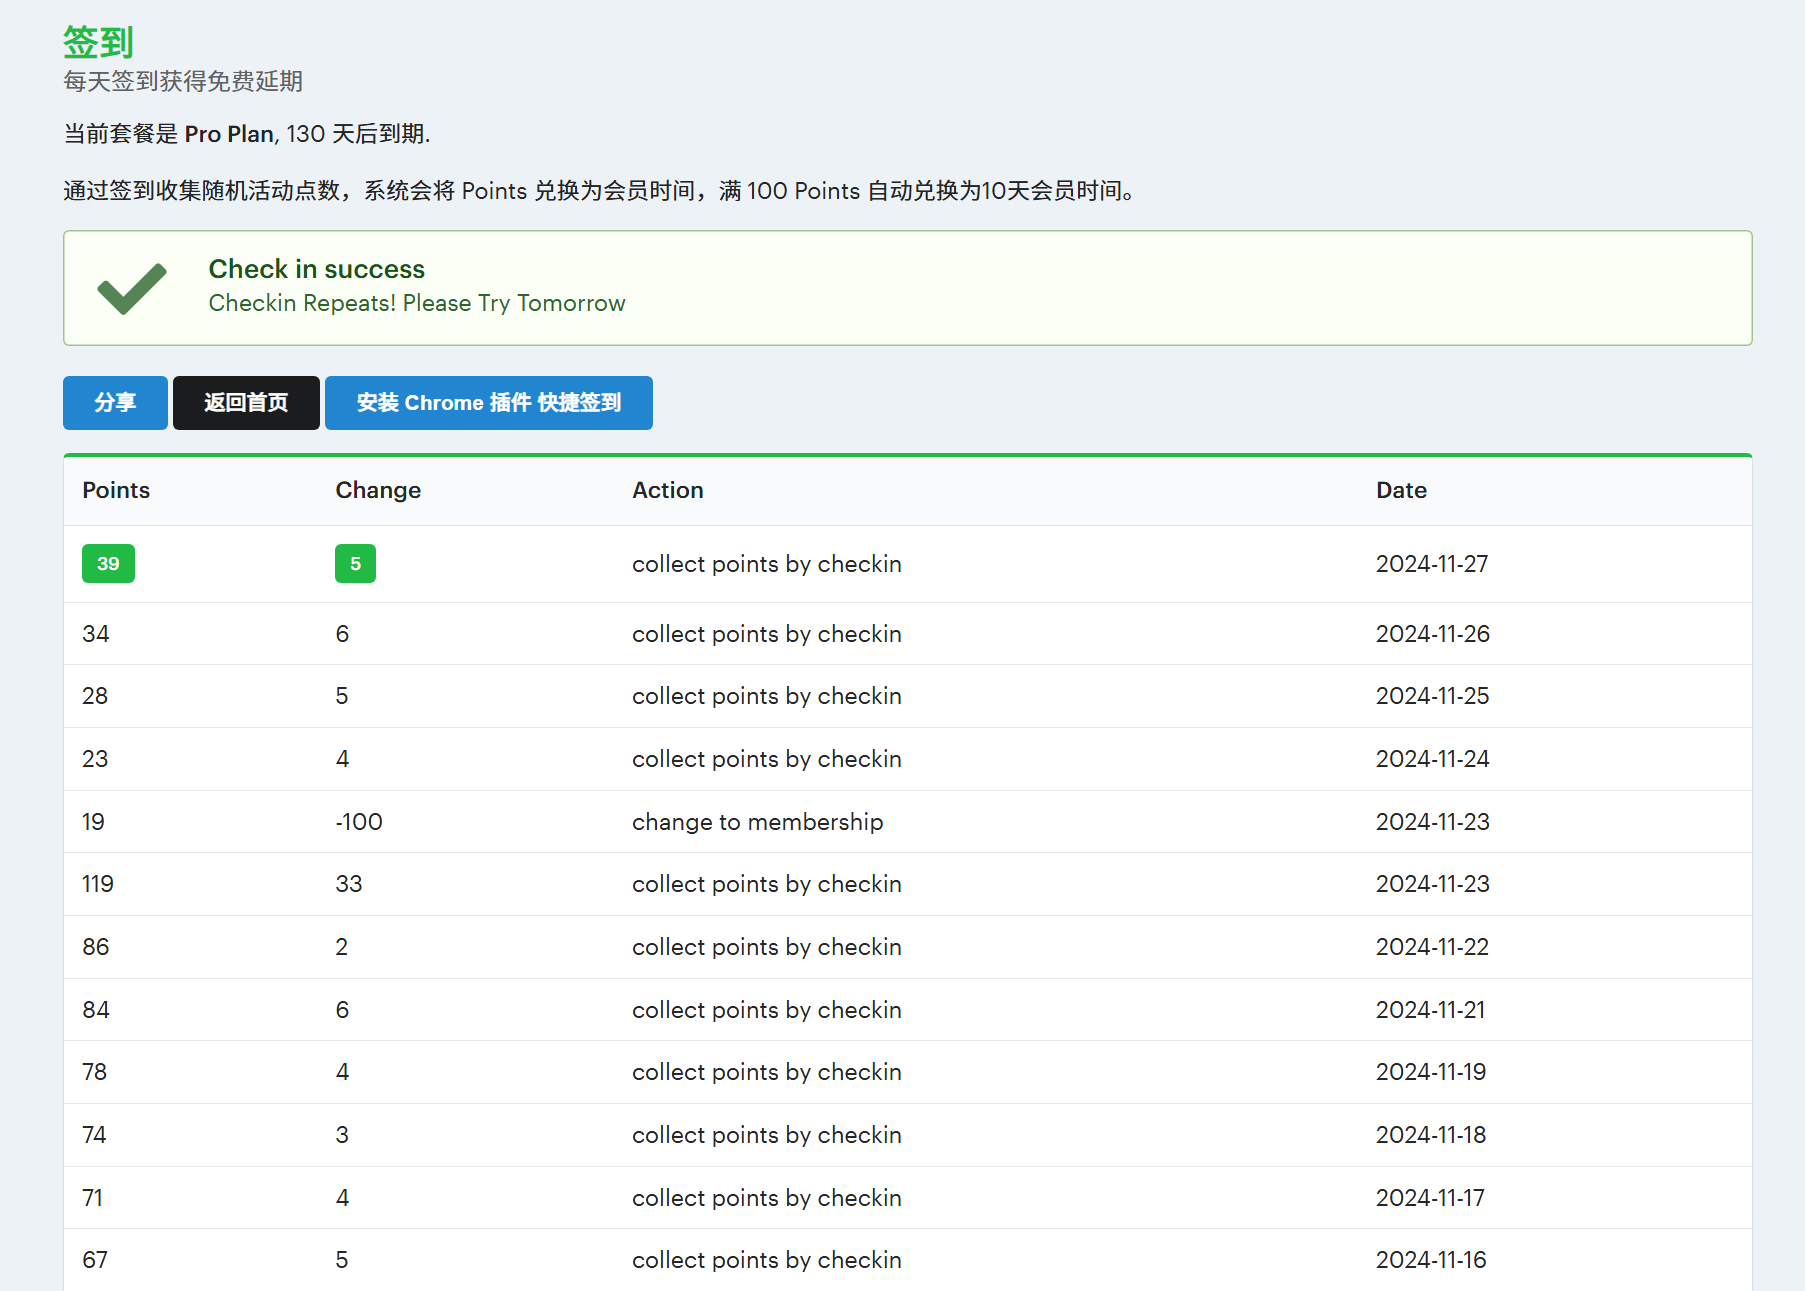 签到
每天签到获得免费延期
当前套餐是 Pro Plan, 130 天后到期.
通过签到收集随机活动点数，系统会将 Points 兑换为会员时间，满 100 Points 自动兑换为10天会员时间。
Check in success
Checkin Repeats! Please Try Tomorrow
分享 返回首页 安装 Chrome 插件 快捷签到
Points Change Action Date
39 5 collect points by checkin 2024-11-27
34 6 collect points by checkin 2024-11-26
28 5 collect points by checkin 2024-11-25
23 4 collect points by checkin 2024-11-24
19 -100 change to membership 2024-11-23
119 33 collect points by checkin 2024-11-23
86 2 collect points by checkin 2024-11-22
84 6 collect points by checkin 2024-11-21
78 4 collect points by checkin 2024-11-19
74 3 collect points by checkin 2024-11-18
71 4 collect points by checkin 2024-11-17
67 5 collect points by checkin 2024-11-16